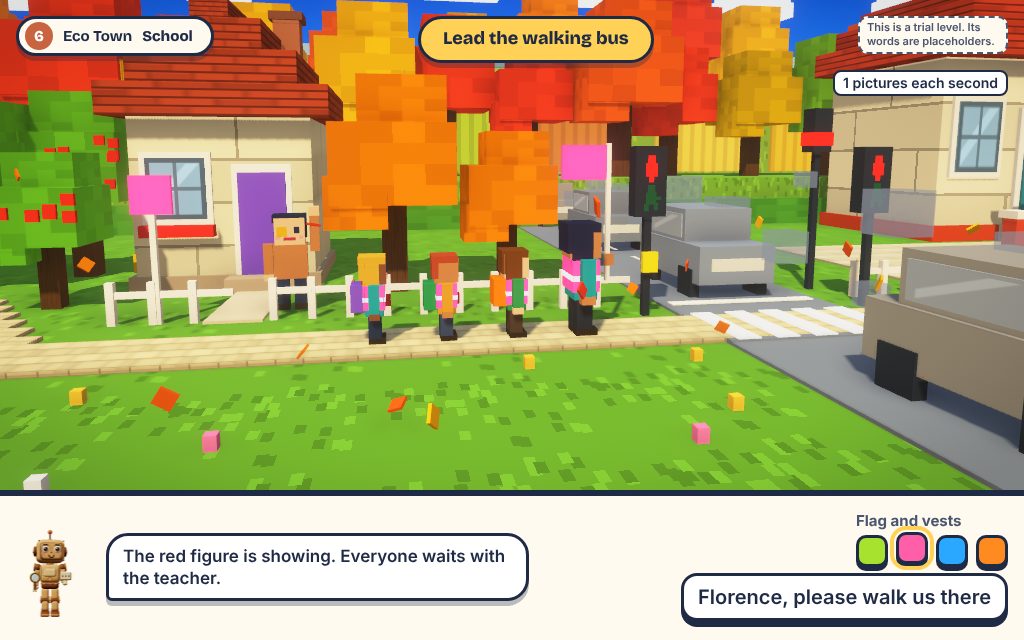 6 Eco Town School
Lead the walking bus
This is a trial level. Its
words are placeholders.
1 pictures each second
The red figure is showing. Everyone waits with
the teacher.
Flag and vests
Florence, please walk us there